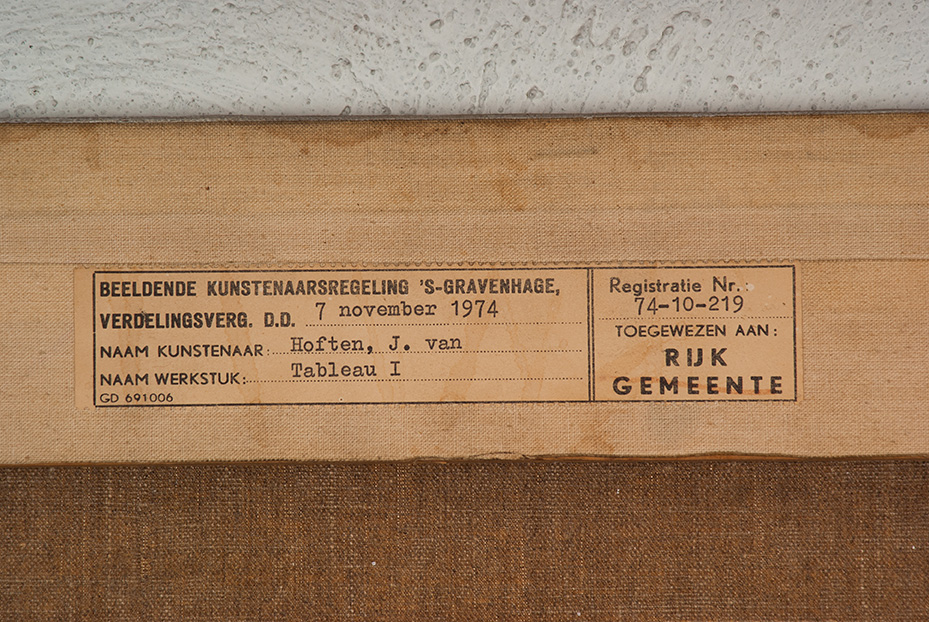 BEELDENDE KUNSTENAARSREGELING 'S-GRAVENHAGE,
VERDELINGSVERG. D.D. 7 november 1974
NAAM KUNSTENAAR: Hoften, J. van
NAAM WERKSTUK: Tableau I
GD 691006
Registratie Nr.:
74-10-219
TOEGEWEZEN AAN:
RIJK
GEMEENTE